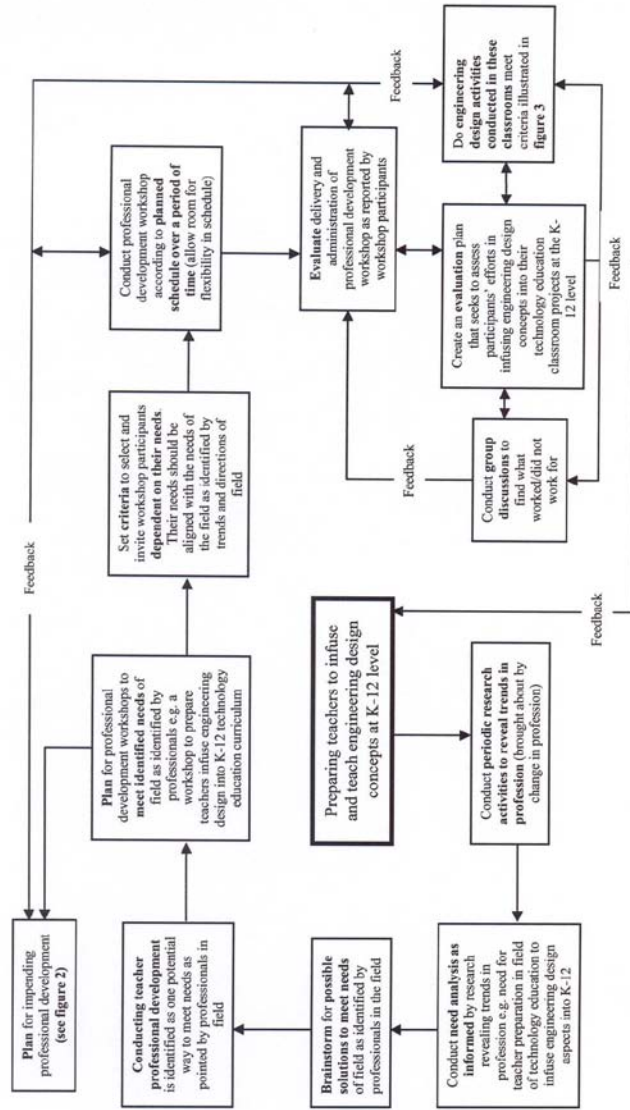 Plan for impending
professional development
(see figure 2)
Feedback
Conducting teacher
professional development
is identified as one potential
way to meet needs as
pointed by professionals in
field
Plan for professional
development workshops to
meet identified needs of
field as identified by
professionals e.g. a
workshop to prepare
teachers infuse engineering
design into K-12 technology
education curriculum
Set criteria to select and
invite workshop participants
dependent on their needs.
Their needs should be
aligned with the needs of
the field as identified by
trends and directions of
field
Conduct professional
development workshop
according to planned
schedule over a period of
time (allow room for
flexibility in schedule)
Brainstorm for possible
solutions to meet needs
of field as identified by
professionals in the field
Preparing teachers to infuse
and teach engineering design
concepts at K-12 level
Evaluate delivery and
administration of
professional development
workshop as reported by
workshop participants
Feedback
Feedback
Conduct need analysis as
informed by research
revealing trends in
profession e.g. need for
teacher preparation in field
of technology education to
infuse engineering design
aspects into K-12
Conduct periodic research
activities to reveal trends in
profession (brought about by
change in profession)
Conduct group
discussions to
find what
worked/did not
work for
Create an evaluation plan
that seeks to assess
participants' efforts in
infusing engineering design
concepts into their
technology education
classroom projects at the K-
12 level
Do engineering
design activities
conducted in these
classrooms meet
criteria illustrated in
figure 3
Feedback
Feedback